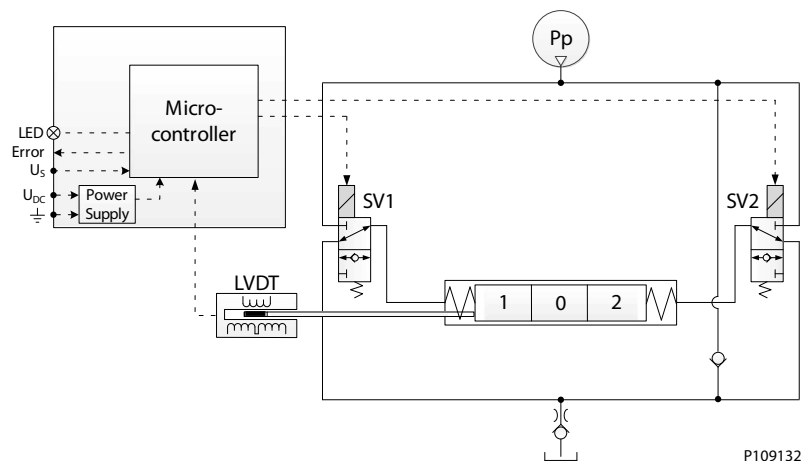 Pp
Micro-
controller
LED
Error
US
UDC
Power
Supply
SV1
SV2
LVDT
1 0 2
P109132